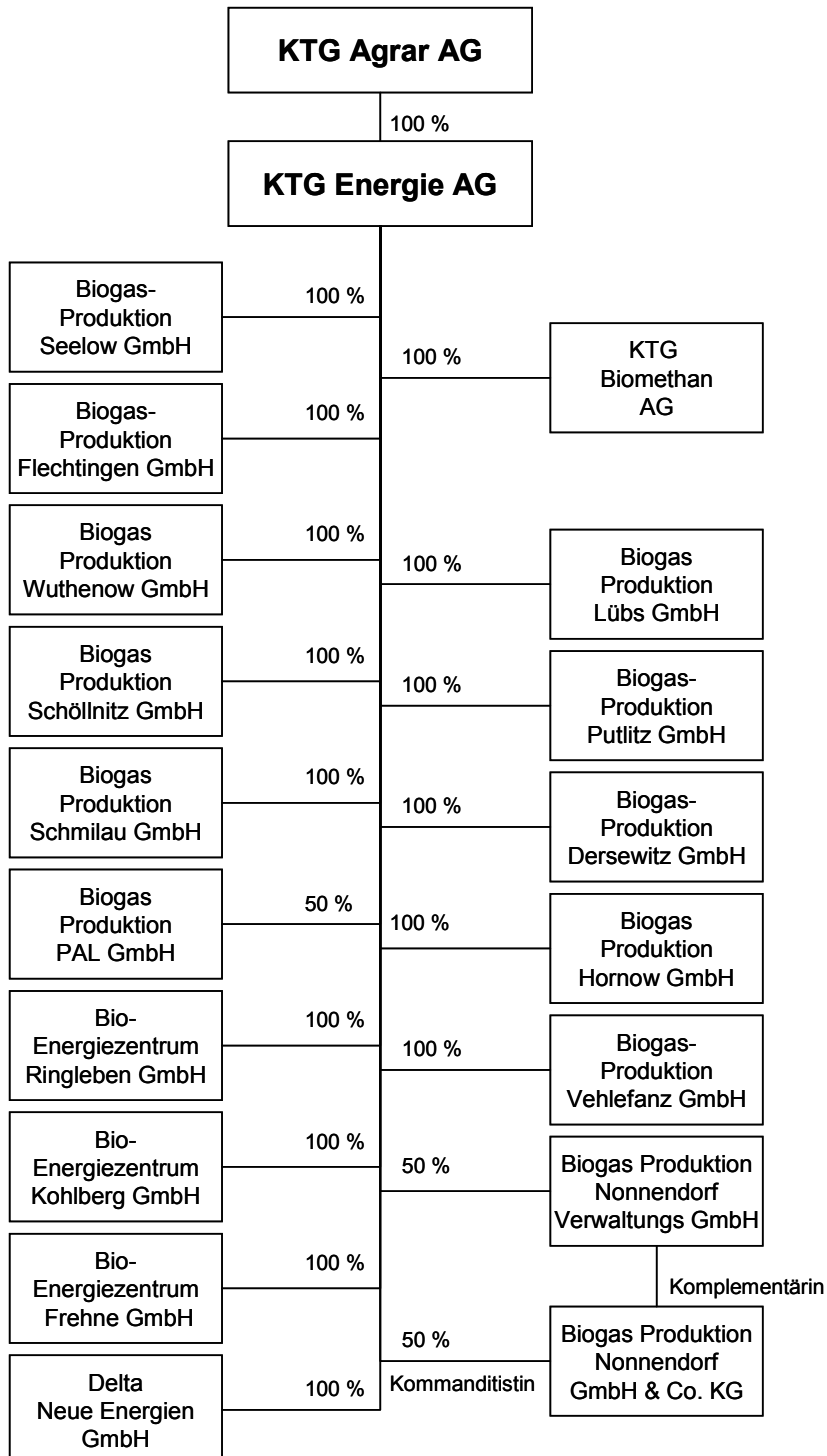 KTG Agrar AG
100 %
KTG Energie AG
Biogas-
Produktion
Seelow GmbH
100 %
100 %
KTG
Biomethan
AG
Biogas-
Produktion
Flechtingen GmbH
100 %
Biogas
Produktion
Wuthenow GmbH
100 %
100 %
Biogas
Produktion
Lübs GmbH
Biogas
Produktion
Schöllnitz GmbH
100 %
100 %
Biogas-
Produktion
Putlitz GmbH
Biogas
Produktion
Schmilau GmbH
100 %
100 %
Biogas-
Produktion
Dersewitz GmbH
Biogas
Produktion
PAL GmbH
50 %
100 %
Biogas
Produktion
Hornow GmbH
Bio-
Energiezentrum
Ringleben GmbH
100 %
100 %
Biogas-
Produktion
Vehlefanz GmbH
Bio-
Energiezentrum
Kohlberg GmbH
100 %
50 %
Biogas Produktion
Nonnendorf
Verwaltungs GmbH
Bio-
Energiezentrum
Frehne GmbH
100 %
Komplementärin
50 %
Kommanditistin
Biogas Produktion
Nonnendorf
GmbH & Co. KG
Delta
Neue Energien
GmbH
100 %